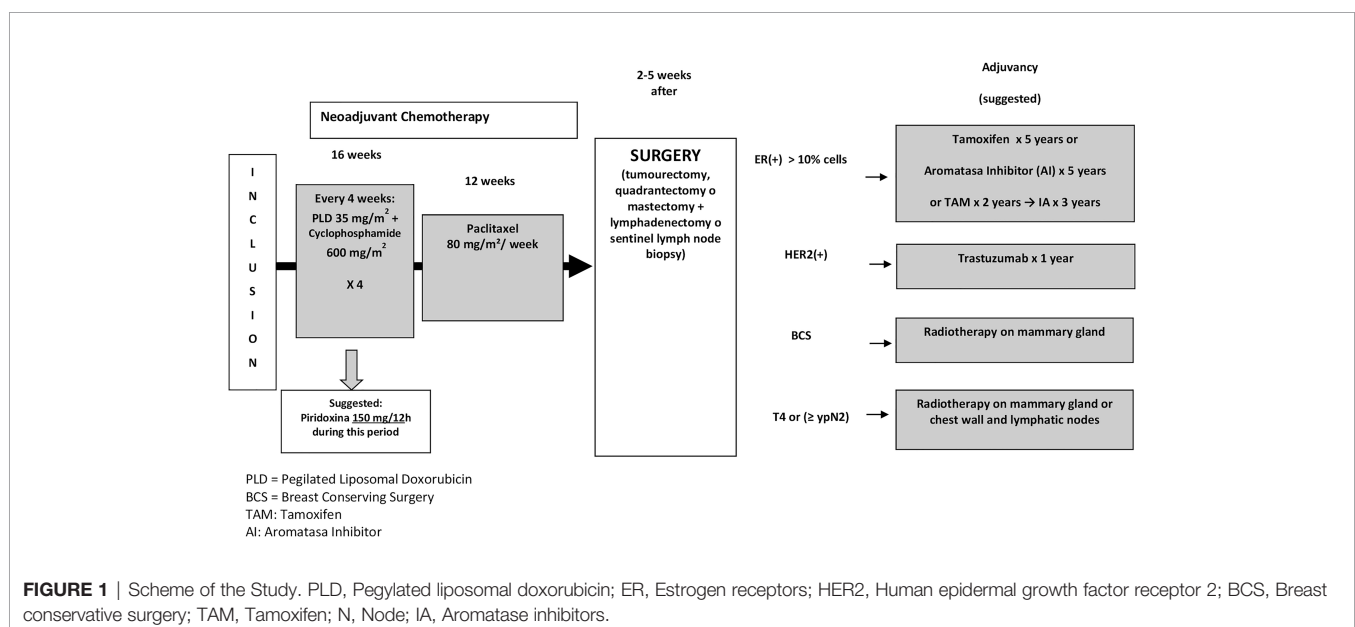 Neoadjuvant Chemotherapy
I
N
C
L
U
S
I
O
N
16 weeks
Every 4 weeks:
PLD 35 mg/m² +
Cyclophosphamide
600 mg/m²
X 4
Suggested:
Piridoxina 150 mg/12h
during this period
12 weeks
Paclitaxel
80 mg/m²/ week
2-5 weeks
after
SURGERY
(tumourectomy,
quadrantectomy o
mastectomy +
lymphadenectomy o
sentinel lymph node
biopsy)
Adjuvancy
(suggested)
ER(+) > 10% cells
Tamoxifen x 5 years or
Aromatasa Inhibitor (AI) x 5 years
or TAM x 2 years → IA x 3 years
HER2(+)
Trastuzumab x 1 year
BCS
Radiotherapy on mammary gland
T4 or (≥ ypN2)
Radiotherapy on mammary gland or
chest wall and lymphatic nodes
PLD = Pegilated Liposomal Doxorubicin
BCS = Breast Conserving Surgery
TAM: Tamoxifen
AI: Aromatasa Inhibitor
FIGURE 1 | Scheme of the Study. PLD, Pegylated liposomal doxorubicin; ER, Estrogen receptors; HER2, Human epidermal growth factor receptor 2; BCS, Breast
conservative surgery; TAM, Tamoxifen; N, Node; IA, Aromatase inhibitors.